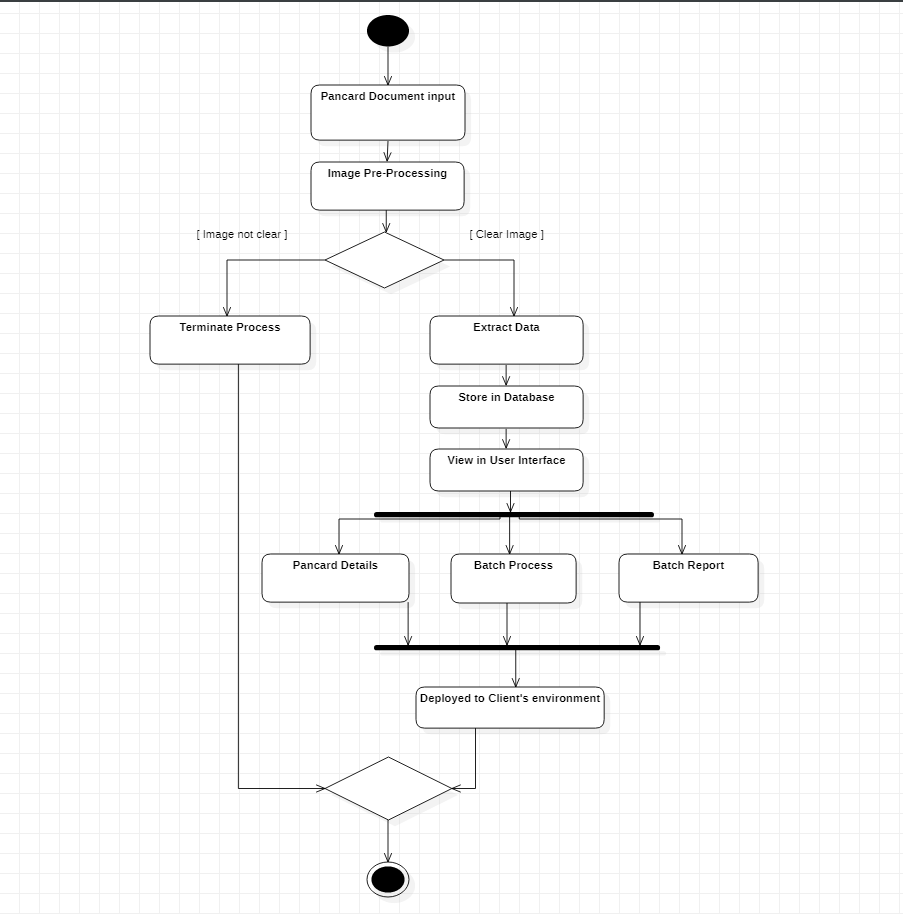 Pancard Document input
Image Pre-Processing
[ Image not clear ]
[ Clear Image ]
Terminate Process
Extract Data
Store in Database
View in User Interface
Pancard Details
Batch Process
Batch Report
Deployed to Client's environment